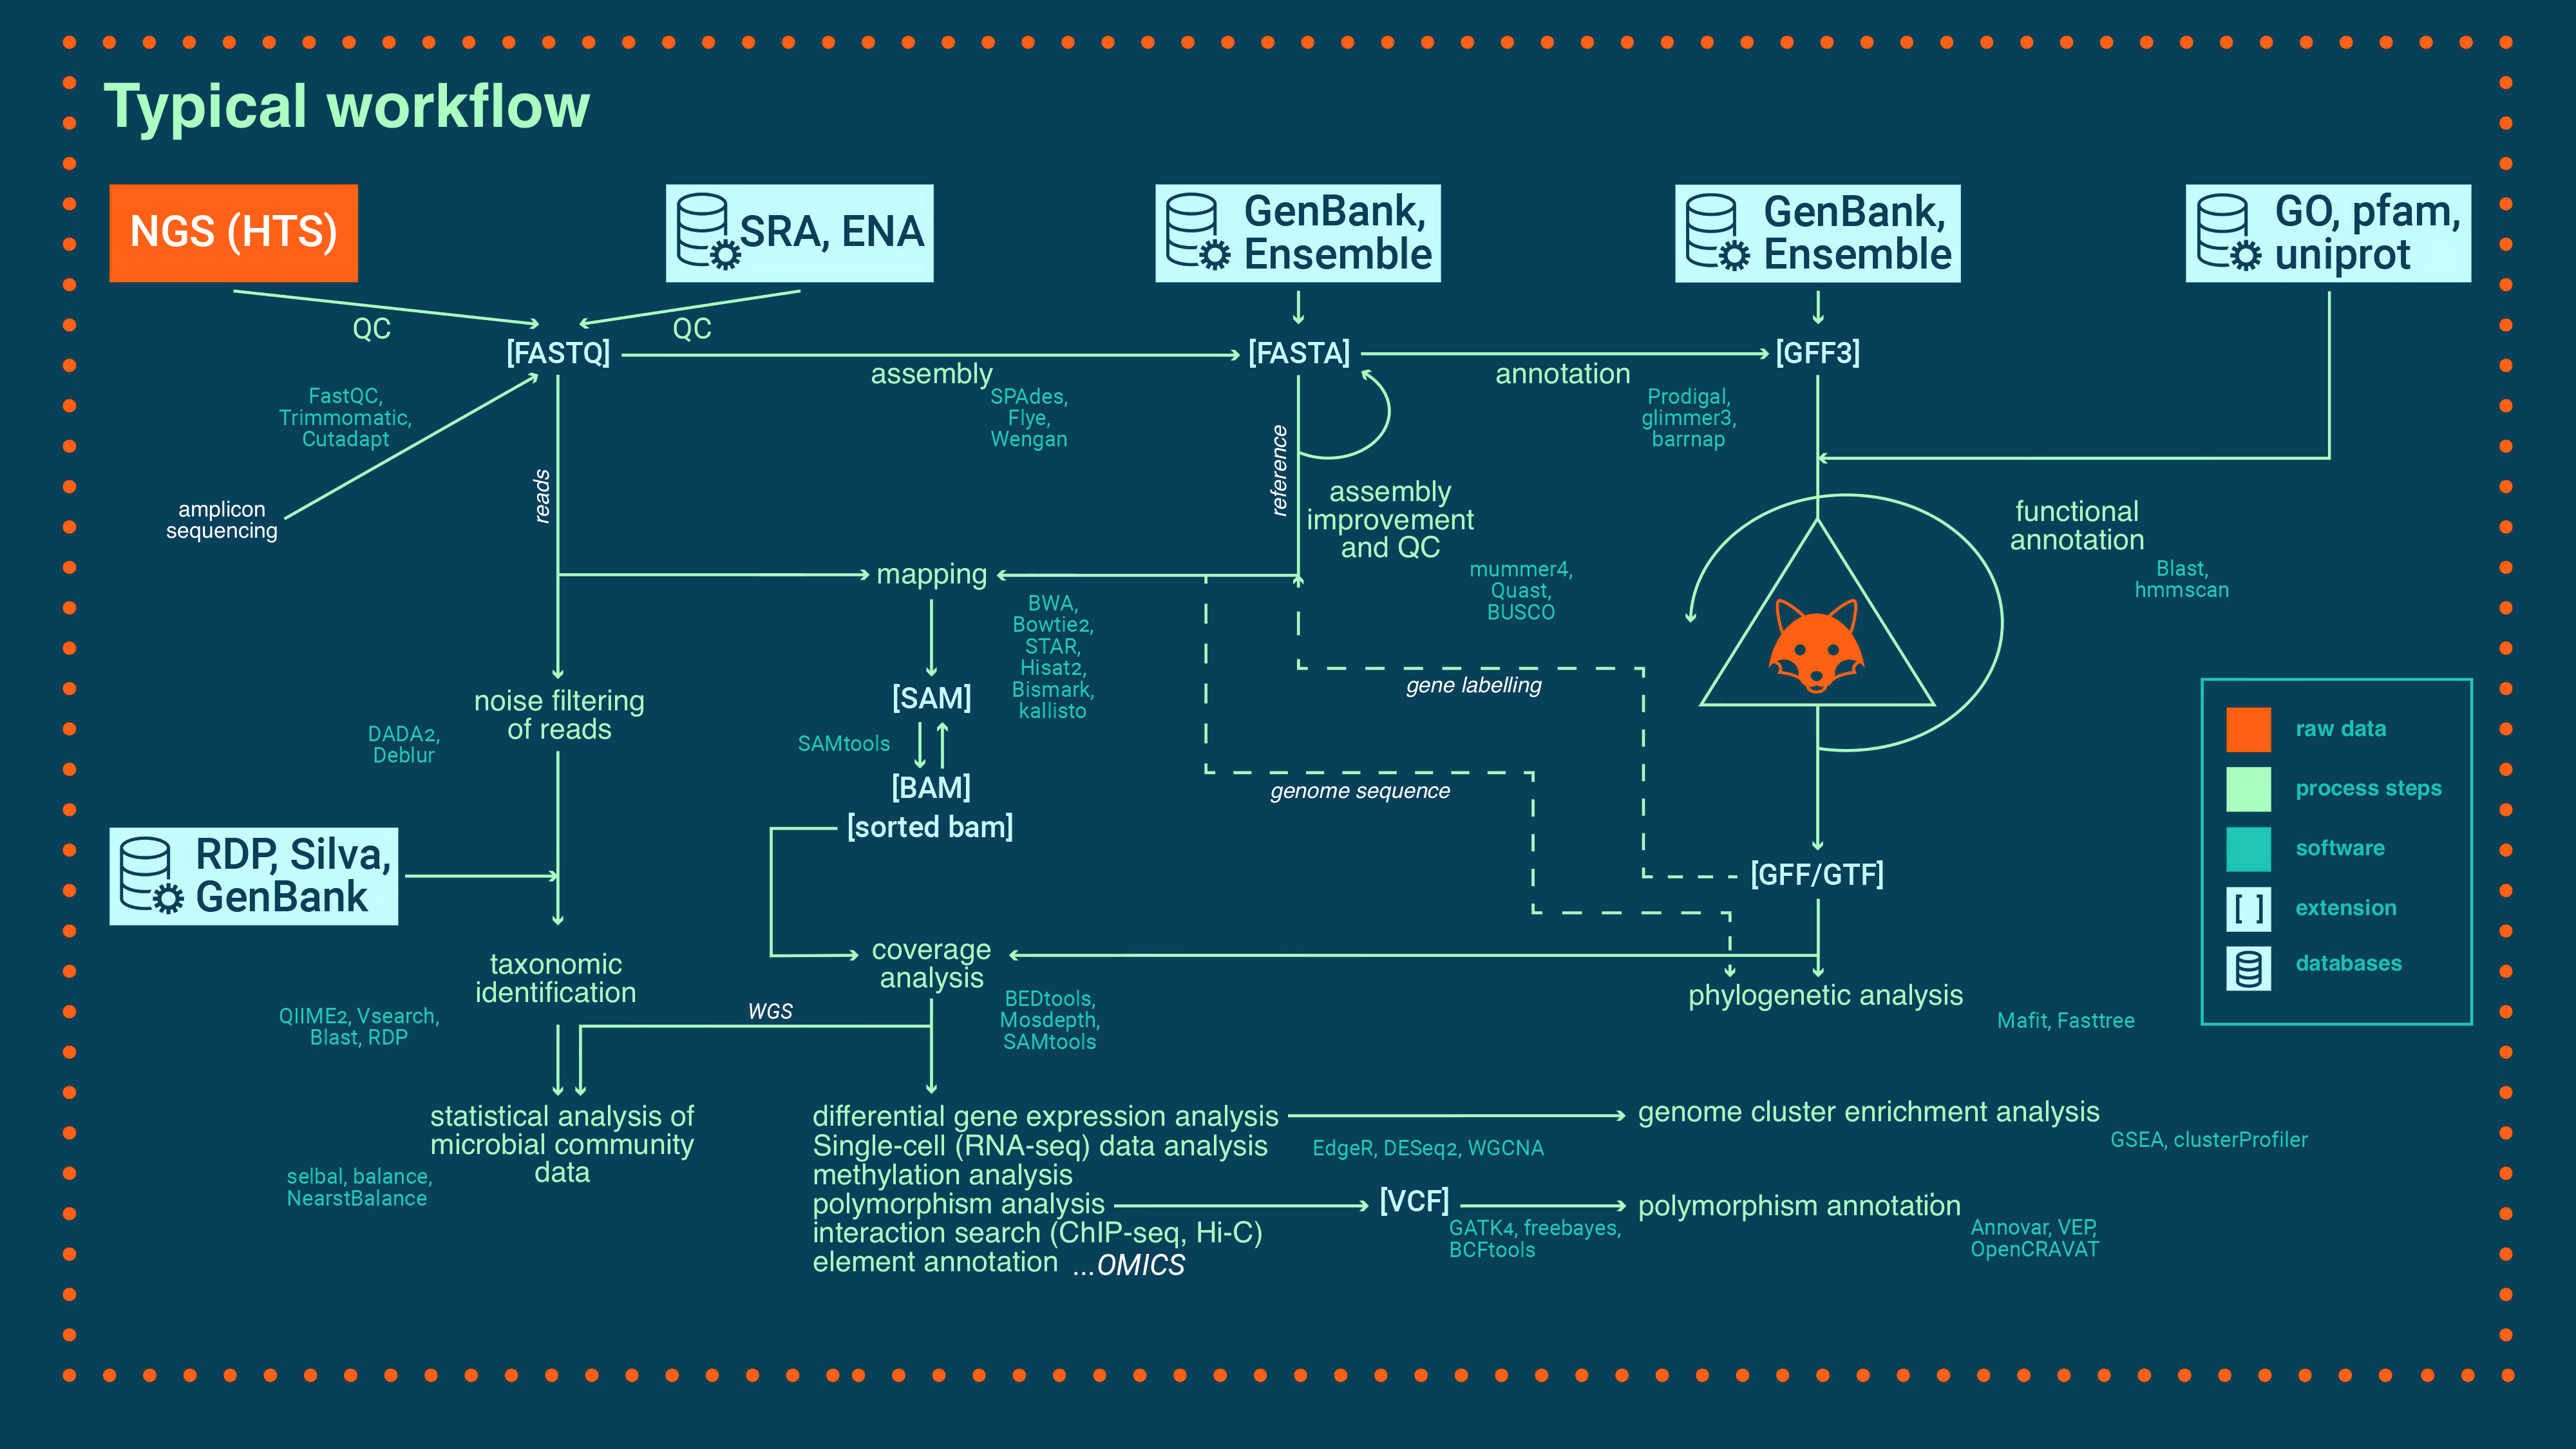 Typical workflow
NGS (HTS)
SRA, ENA
GenBank,
Ensemble
GenBank,
Ensemble
GO, pfam,
uniprot
QC
QC
[FASTQ]
assembly
[FASTA]
annotation
[GFF3]
FastQC,
Trimmomatic,
Cutadapt
SPAdes,
Flye,
Wengan
Prodigal,
glimmer3,
barrnap
amplicon
sequencing
reads
reference
assembly
improvement
and QC
mummer4,
Quast,
BUSCO
functional
annotation
Blast,
hmmscan
mapping
BWA,
Bowtie2,
STAR,
Hisat2,
Bismark,
kallisto
noise filtering
of reads
DADA2,
Deblur
[SAM]
SAMtools
[BAM]
[sorted bam]
gene labelling
genome sequence
raw data
process steps
software
[ ] extension
databases
RDP, Silva,
GenBank
[GFF/GTF]
taxonomic
identification
QIIME2, Vsearch,
Blast, RDP
coverage
analysis
BEDtools,
Mosdepth,
SAMtools
WGS
phylogenetic analysis
Mafit, Fasttree
statistical analysis of
microbial community
data
selbal, balance,
NearstBalance
differential gene expression analysis
Single-cell (RNA-seq) data analysis
methylation analysis
polymorphism analysis
interaction search (ChIP-seq, Hi-C)
element annotation ...OMICS
EdgeR, DESeq2, WGCNA
genome cluster enrichment analysis
GSEA, clusterProfiler
[VCF]
GATK4, freebayes,
BCFtools
polymorphism annotation
Annovar, VEP,
OpenCRAVAT